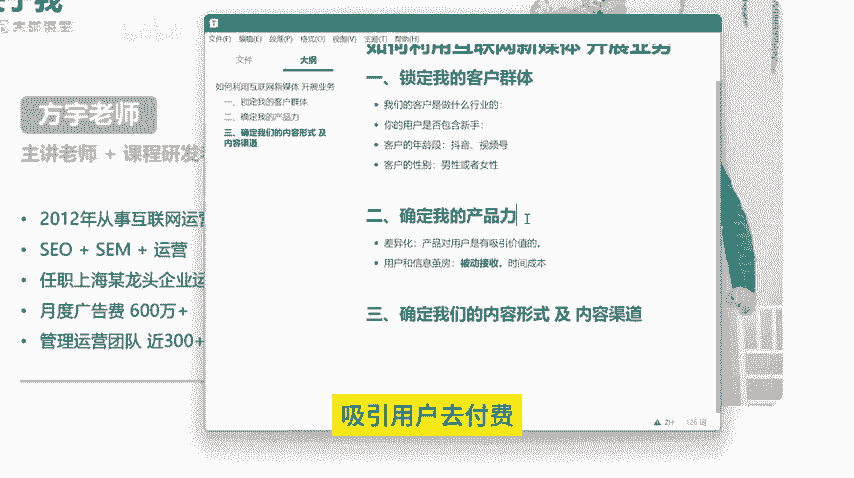 方宇老师
主讲老师 + 课程研发
2012年从事互联网运营
SEO + SEM + 运营
任职上海某龙头企业运
月度广告费 600万+
管理运营团队 近300+
文件(F) 编辑(E) 段落(P) 格式(O) 视图(V) 主题(T) 帮助(H)
文件 大纲
如何利用互联网新媒体 开展业务
一、锁定我的客户群体
二、确定我的产品力
三、确定我们的内容形式 及
内容渠道
如何利用互联网新媒体 开展业务
一、锁定我的客户群体
我们的客户是做什么行业的:
你的用户是否包含新手:
客户的年龄段: 抖音、视频号
客户的性别: 男性或者女性
二、确定我的产品力
差异化: 产品对用户是有吸引价值的,
用户和信息茧房: 被动接收, 时间成本
三、确定我们的内容形式 及 内容渠道
ZH 126 词
吸引用户去付费